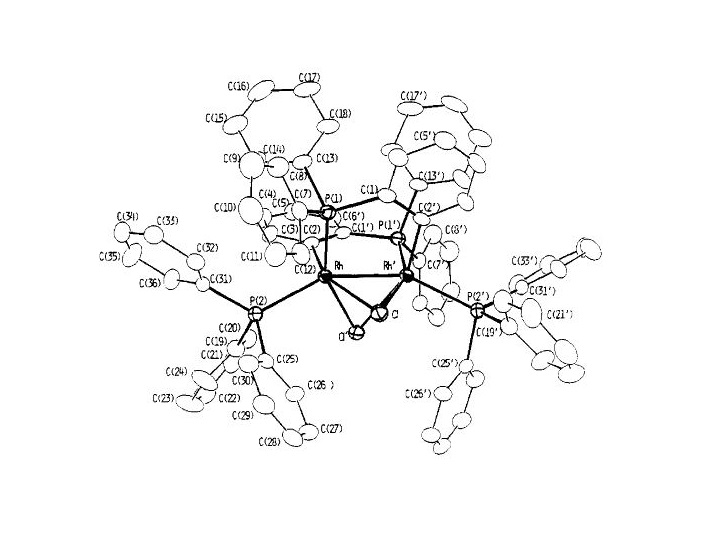 C(17)
C(16)
C(17')
C(18)
C(15)
C(5')
C(9)
C(14)
C(13)
C(8)
C(13')
C(1)
C(4)
C(7)
P(1)
C(5)
C(2')
C(10)
C(6')
C(34)
C(33)
C(3)
C(2)
C(1')
P(1')
C(8')
C(32)
C(11)
C(35)
C(12)
Rh
Rh'
C(7')
C(33')
C(36)
C(31)
C(31')
P(2)
P(2')
Cl
C(21')
C(20)
Cl'
C(19')
C(19)
C(21)
C(25)
C(25')
C(24)
C(30)
C(26)
C(26')
C(23)
C(22)
C(29)
C(27)
C(28)